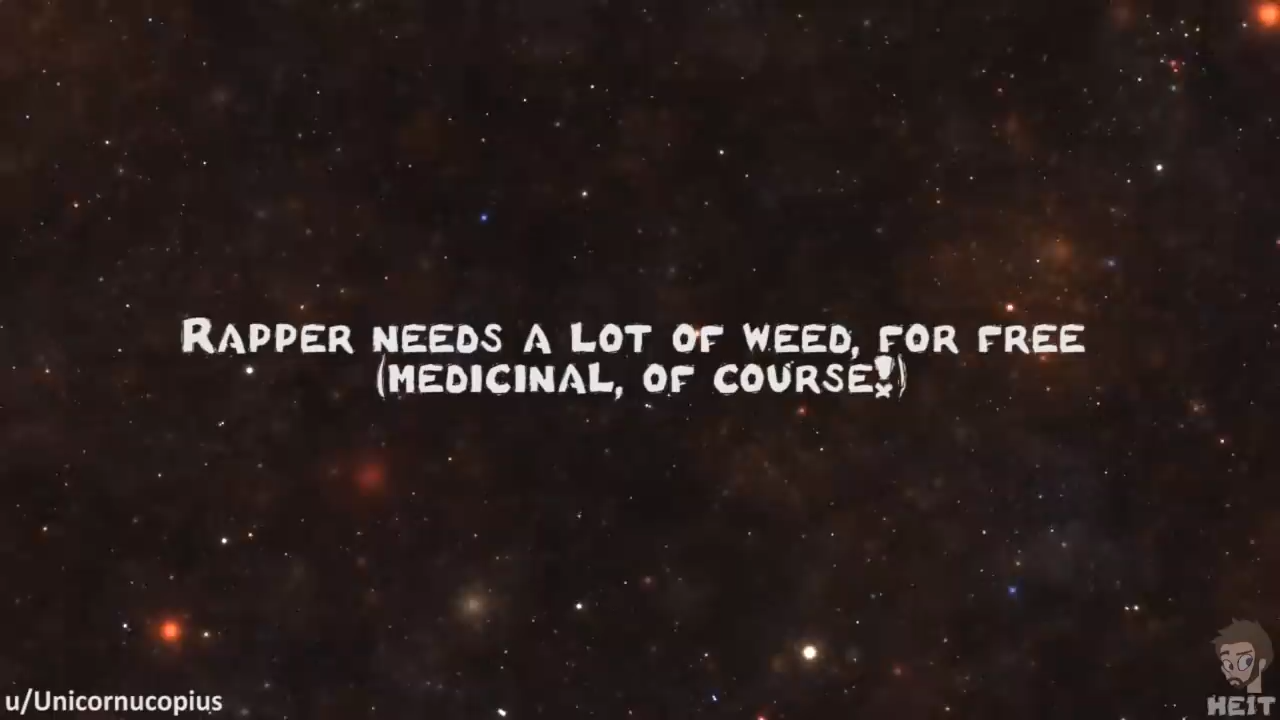 Rapper needs a lot of weed, for free
(medicinal, of course!)
u/Unicornucopius
HEIT